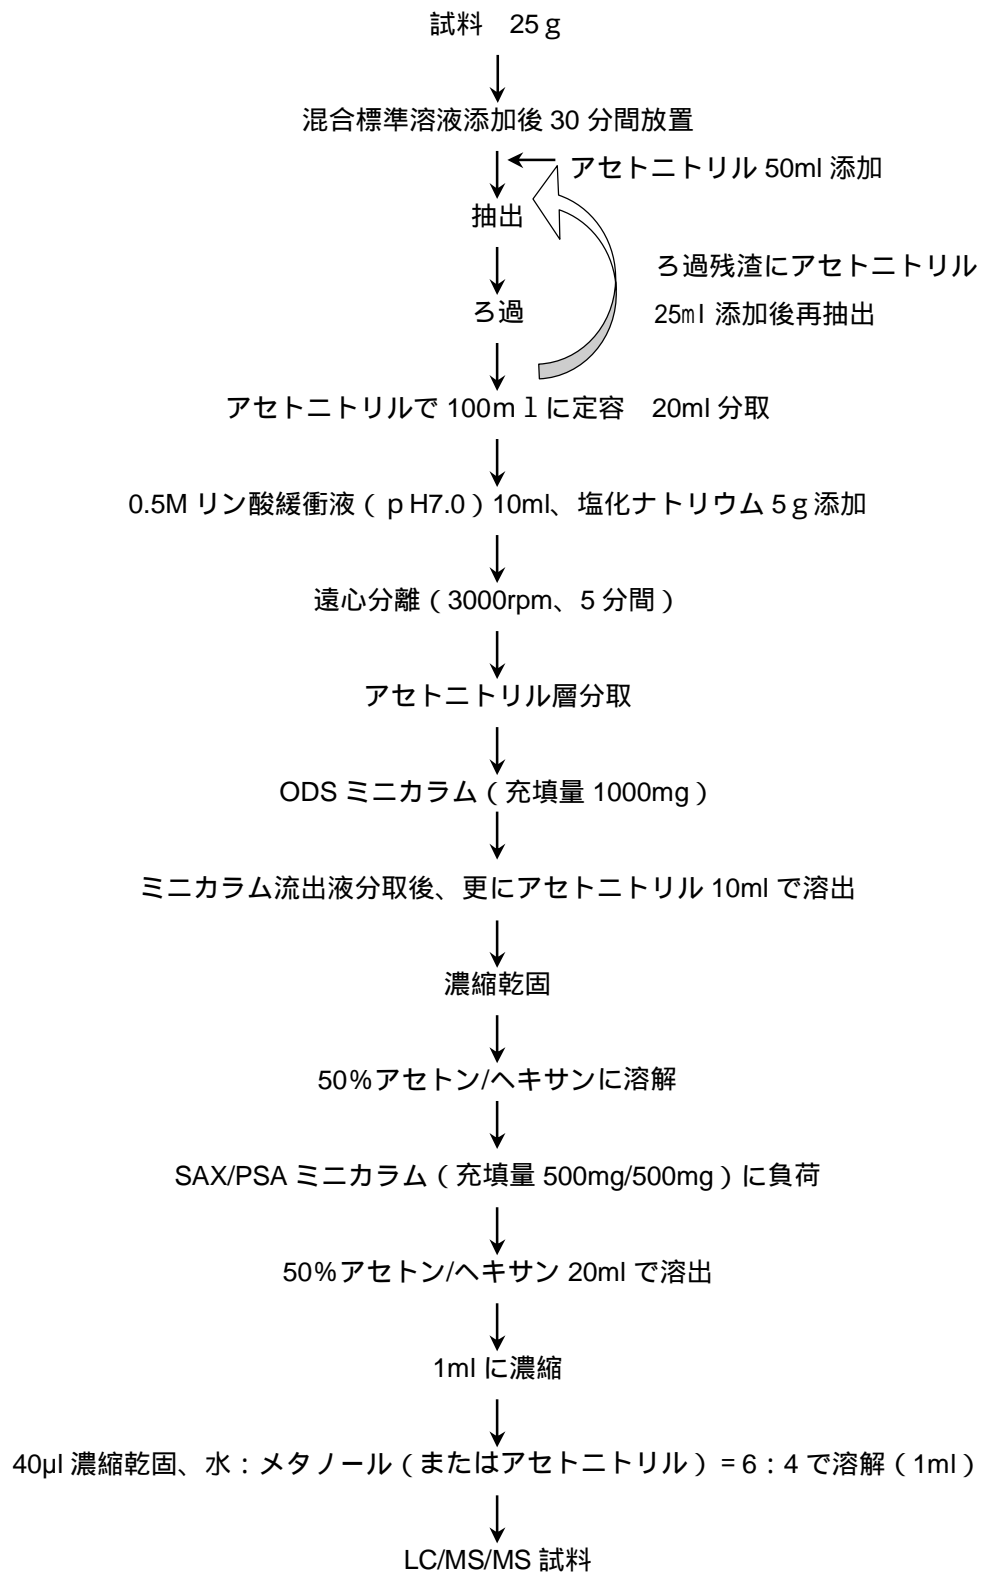 試料　25ｇ
混合標準溶液添加後 30 分間放置
アセトニトリル 50ml 添加
抽出
ろ過残渣にアセトニトリル
25ml 添加後再抽出
ろ過
アセトニトリルで 100ｍｌに定容　20ml 分取
0.5M リン酸緩衝液（ｐH7.0）10ml、塩化ナトリウム 5ｇ添加
遠心分離（3000rpm、5 分間）
アセトニトリル層分取
ODS ミニカラム（充填量 1000mg）
ミニカラム流出液分取後、更にアセトニトリル 10ml で溶出
濃縮乾固
50%アセトン/ヘキサンに溶解
SAX/PSA ミニカラム（充填量 500mg/500mg）に負荷
50%アセトン/ヘキサン 20ml で溶出
1ml に濃縮
40μl 濃縮乾固、水：メタノール（またはアセトニトリル）=6：4 で溶解（1ml）
LC/MS/MS 試料